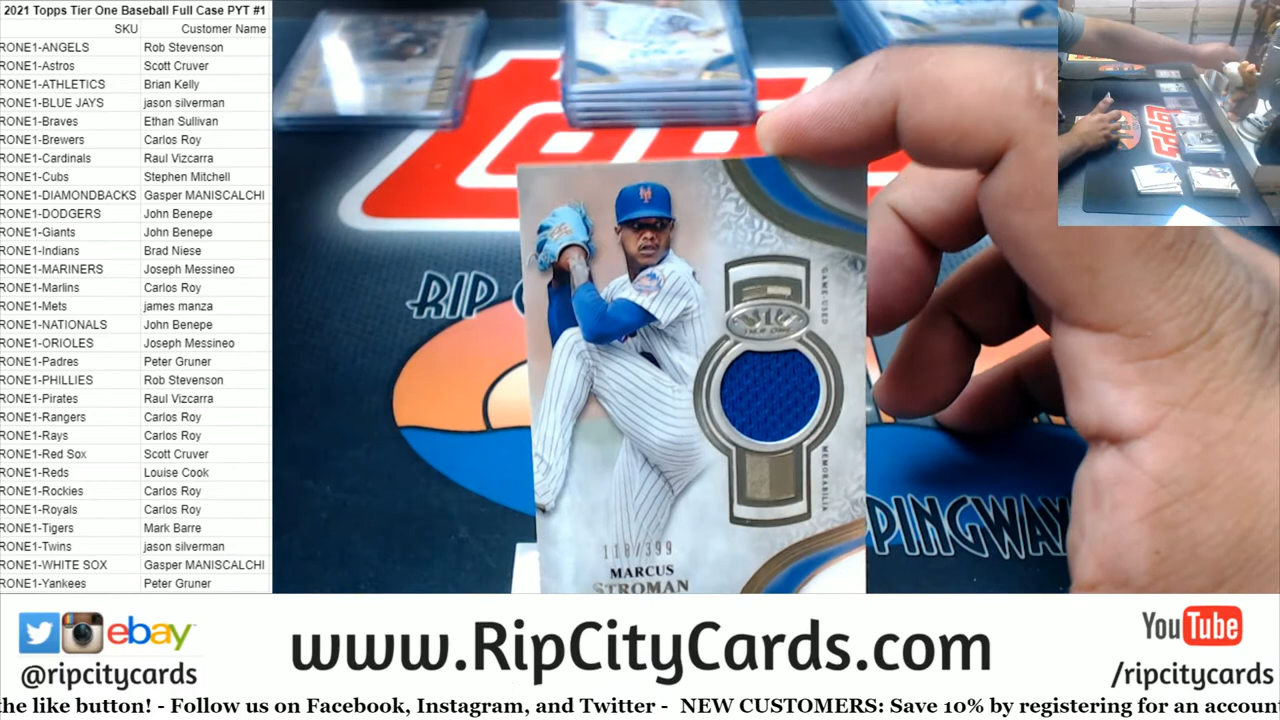 2021 Topps Tier One Baseball Full Case PYT #1
SKU Customer Name
RONE1-ANGELS Rob Stevenson
RONE1-Astros Scott Cruver
RONE1-ATHLETICS Brian Kelly
RONE1-BLUE JAYS jason silverman
RONE1-Braves Ethan Sullivan
RONE1-Brewers Carlos Roy
RONE1-Cardinals Raul Vizcarra
RONE1-Cubs Stephen Mitchell
RONE1-DIAMONDBACKS Gasper MANISCALCHI
RONE1-DODGERS John Benepe
RONE1-Giants John Benepe
RONE1-Indians Brad Niese
RONE1-MARINERS Joseph Messineo
RONE1-Marlins Carlos Roy
RONE1-Mets james manza
RONE1-NATIONALS John Benepe
RONE1-ORIOLES Joseph Messineo
RONE1-Padres Peter Gruner
RONE1-PHILLIES Rob Stevenson
RONE1-Pirates Raul Vizcarra
RONE1-Rangers Carlos Roy
RONE1-Rays Carlos Roy
RONE1-Red Sox Scott Cruver
RONE1-Reds Louise Cook
RONE1-Rockies Carlos Roy
RONE1-Royals Carlos Roy
RONE1-Tigers Mark Barre
RONE1-Twins jason silverman
RONE1-WHITE SOX Gasper MANISCALCHI
RONE1-Yankees Peter Gruner
RIP
PINGWAX
GAME-USED
TIER ONE
MEMORABILIA
118/399
MARCUS
STROMAN
ebay
@ripcitycards
www.RipCityCards.com
YouTube
/ripcitycards
the like button! - Follow us on Facebook, Instagram, and Twitter - NEW CUSTOMERS: Save 10% by registering for an accoun